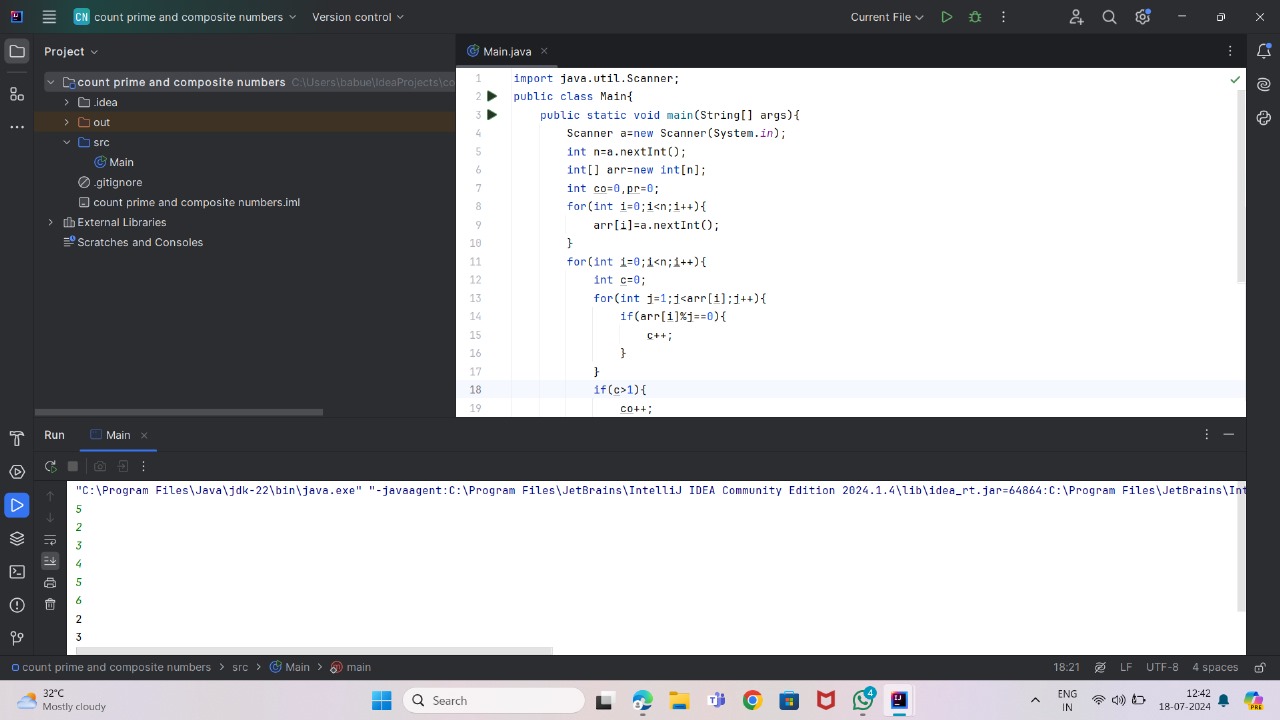 CN count prime and composite numbers Version control Current File
Project
Main.java
count prime and composite numbers C:\Users\babue\IdeaProjects\co
.idea
out
src
Main
.gitignore
count prime and composite numbers.iml
External Libraries
Scratches and Consoles
1 import java.util.Scanner;
2 public class Main{
3 public static void main(String[] args){
4 Scanner a=new Scanner(System.in);
5 int n=a.nextInt();
6 int[] arr=new int[n];
7 int co=0,pr=0;
8 for(int i=0;i<n;i++){
9 arr[i]=a.nextInt();
10 }
11 for(int i=0;i<n;i++){
12 int c=0;
13 for(int j=1;j<arr[i];j++){
14 if(arr[i]%j==0){
15 c++;
16 }
17 }
18 if(c>1){
19 co++;
Run Main
"C:\Program Files\Java\jdk-22\bin\java.exe" "-javaagent:C:\Program Files\JetBrains\IntelliJ IDEA Community Edition 2024.1.4\lib\idea_rt.jar=64864:C:\Program Files\JetBrains\Int
5
2
3
4
5
6
2
3
count prime and composite numbers > src > Main > main 18:21 LF UTF-8 4 spaces
32°C
Mostly cloudy
Search
4
ENG
IN
12:42
18-07-2024
PRE